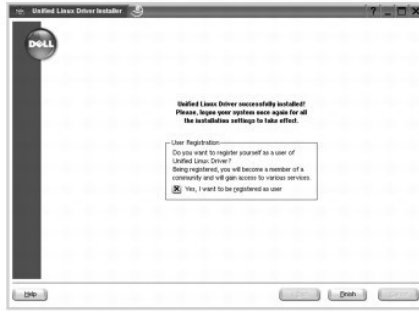 Unified Linux Driver Installer
DELL
Unified Linux Driver successfully installed!
Please, logon your system once again for all
the installation settings to take effect.
User Registration
Do you want to register yourself as a user of
Unified Linux Driver?
Being registered, you will become a member of a
community and will gain access to various services
Yes, I want to be registered as user
Help
Finish